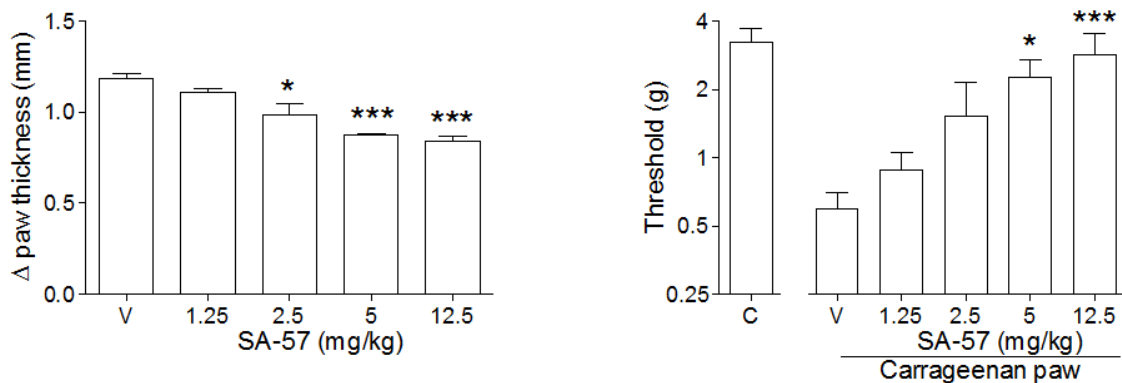 Δ paw thickness (mm)
1.5
1.0
0.5
0.0
*
***
***
V 1.25 2.5 5 12.5
SA-57 (mg/kg)
Threshold (g)
4
2
1
0.5
0.25
*
***
C V 1.25 2.5 5 12.5
SA-57 (mg/kg)
Carrageenan paw